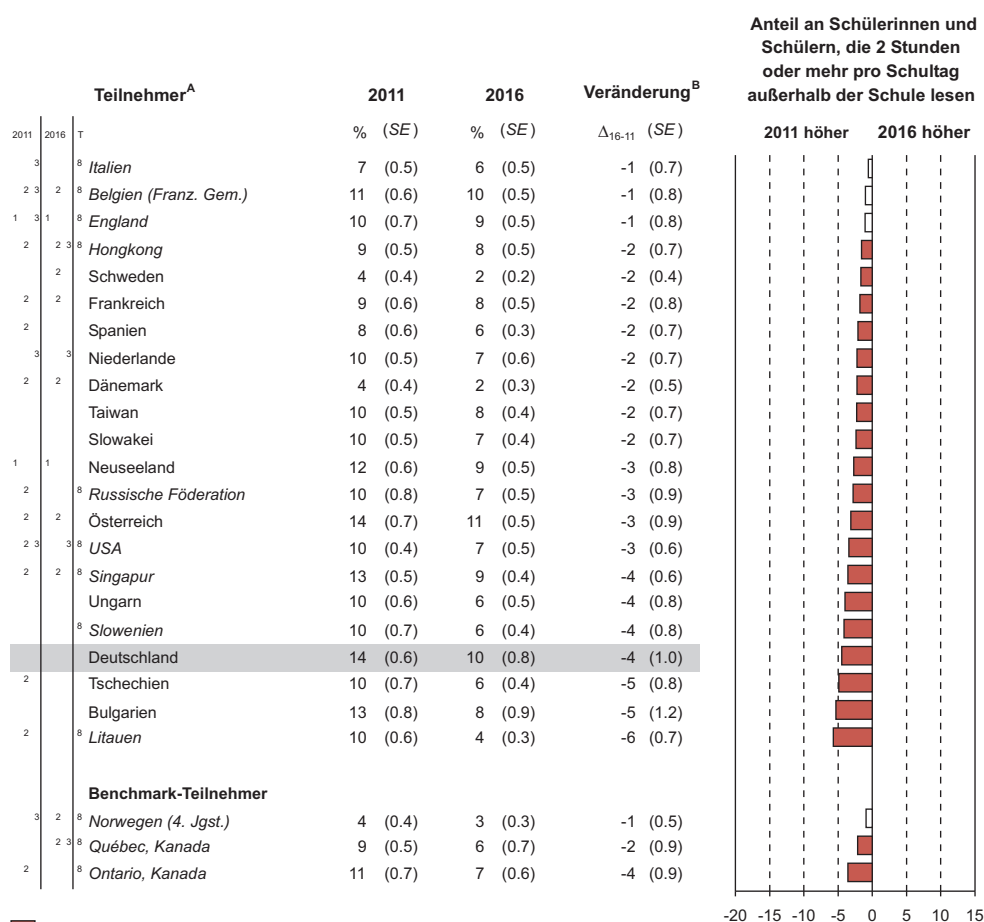 Anteil an Schülerinnen und
Schülern, die 2 Stunden
oder mehr pro Schultag
außerhalb der Schule lesen
Teilnehmer^A 2011 2016 Veränderung^B
2011 2016 T % (SE) % (SE) Δ16-11 (SE) 2011 höher 2016 höher
3 8 Italien 7 (0.5) 6 (0.5) -1 (0.7)
2 3 2 8 Belgien (Franz. Gem.) 11 (0.6) 10 (0.5) -1 (0.8)
1 3 1 8 England 10 (0.7) 9 (0.5) -1 (0.8)
2 2 3 8 Hongkong 9 (0.5) 8 (0.5) -2 (0.7)
2 Schweden 4 (0.4) 2 (0.2) -2 (0.4)
2 2 Frankreich 9 (0.6) 8 (0.5) -2 (0.8)
2 Spanien 8 (0.6) 6 (0.3) -2 (0.7)
3 3 Niederlande 10 (0.5) 7 (0.6) -2 (0.7)
2 2 Dänemark 4 (0.4) 2 (0.3) -2 (0.5)
Taiwan 10 (0.5) 8 (0.4) -2 (0.7)
Slowakei 10 (0.5) 7 (0.4) -2 (0.7)
1 1 Neuseeland 12 (0.6) 9 (0.5) -3 (0.8)
2 8 Russische Föderation 10 (0.8) 7 (0.5) -3 (0.9)
2 2 Österreich 14 (0.7) 11 (0.5) -3 (0.9)
2 3 3 8 USA 10 (0.4) 7 (0.5) -3 (0.6)
2 2 8 Singapur 13 (0.5) 9 (0.4) -4 (0.6)
Ungarn 10 (0.6) 6 (0.5) -4 (0.8)
8 Slowenien 10 (0.7) 6 (0.4) -4 (0.8)
Deutschland 14 (0.6) 10 (0.8) -4 (1.0)
2 Tschechien 10 (0.7) 6 (0.4) -5 (0.8)
Bulgarien 13 (0.8) 8 (0.9) -5 (1.2)
2 8 Litauen 10 (0.6) 4 (0.3) -6 (0.7)
Benchmark-Teilnehmer
3 2 8 Norwegen (4. Jgst.) 4 (0.4) 3 (0.3) -1 (0.5)
2 3 8 Québec, Kanada 9 (0.5) 6 (0.7) -2 (0.9)
2 8 Ontario, Kanada 11 (0.7) 7 (0.6) -4 (0.9)
-20 -15 -10 -5 0 5 10 15